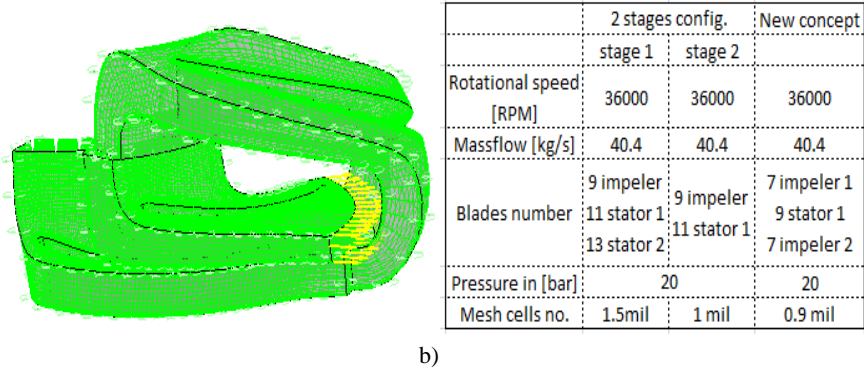 2 stages config. New concept
stage 1 stage 2
Rotational speed [RPM] 36000 36000 36000
Massflow [kg/s] 40.4 40.4 40.4
Blades number
9 impeler
11 stator 1
13 stator 2
9 impeler
11 stator 1
7 impeler 1
9 stator 1
7 impeler 2
Pressure in [bar] 20 20
Mesh cells no. 1.5mil 1 mil 0.9 mil
b)